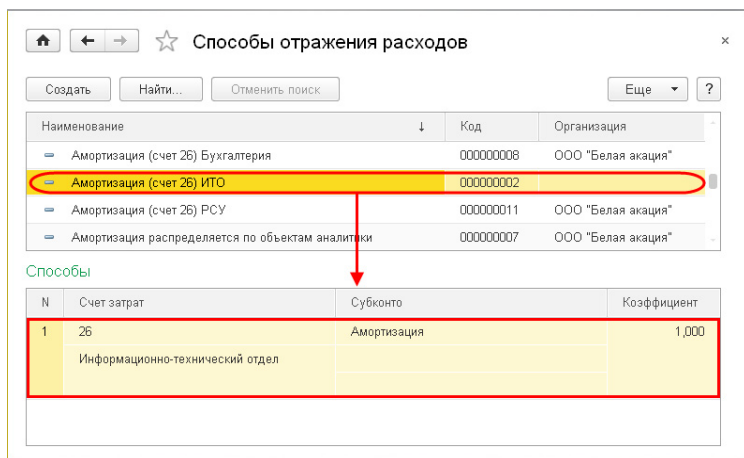 Способы отражения расходов
×
Создать Найти... Отменить поиск Еще ?
Наименование ↓ Код Организация
Амортизация (счет 26) Бухгалтерия 000000008 ООО "Белая акация"
Амортизация (счет 26) ИТО 000000002
Амортизация (счет 26) РСУ 000000011 ООО "Белая акация"
Амортизация распределяется по объектам аналитики 000000007 ООО "Белая акация"
Способы
N Счет затрат Субконто Коэффициент
1 26 Амортизация 1,000
Информационно-технический отдел